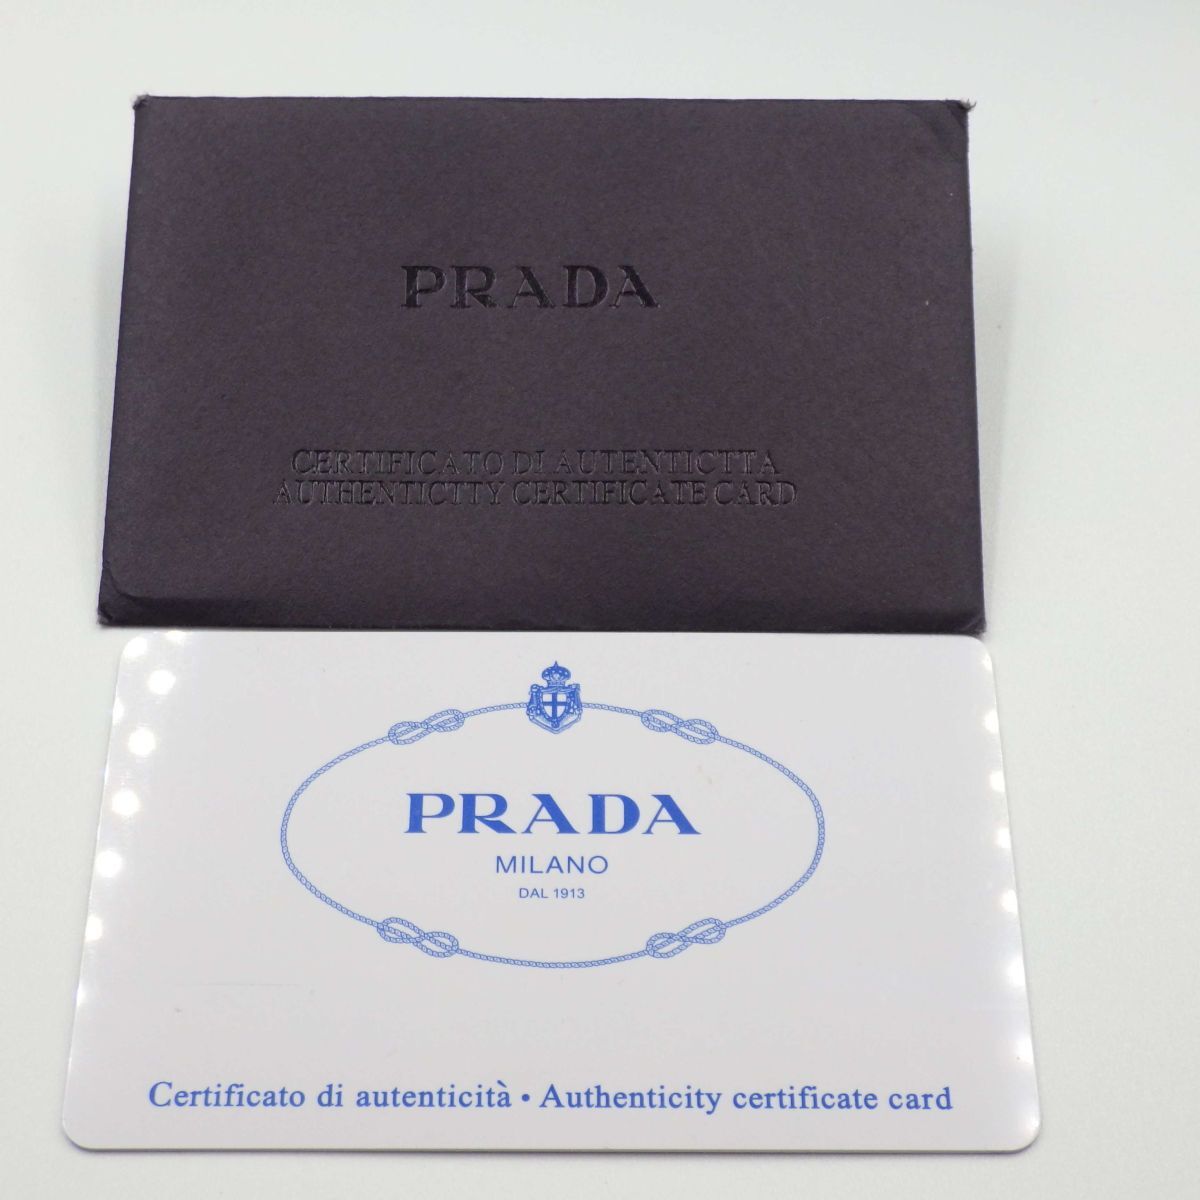 PRADA
CERTIFICATO DI AUTENTICTTA
AUTHENTICTTY CERTIFICATE CARD
PRADA
MILANO
DAL 1913
Certificato di autenticità • Authenticity certificate card